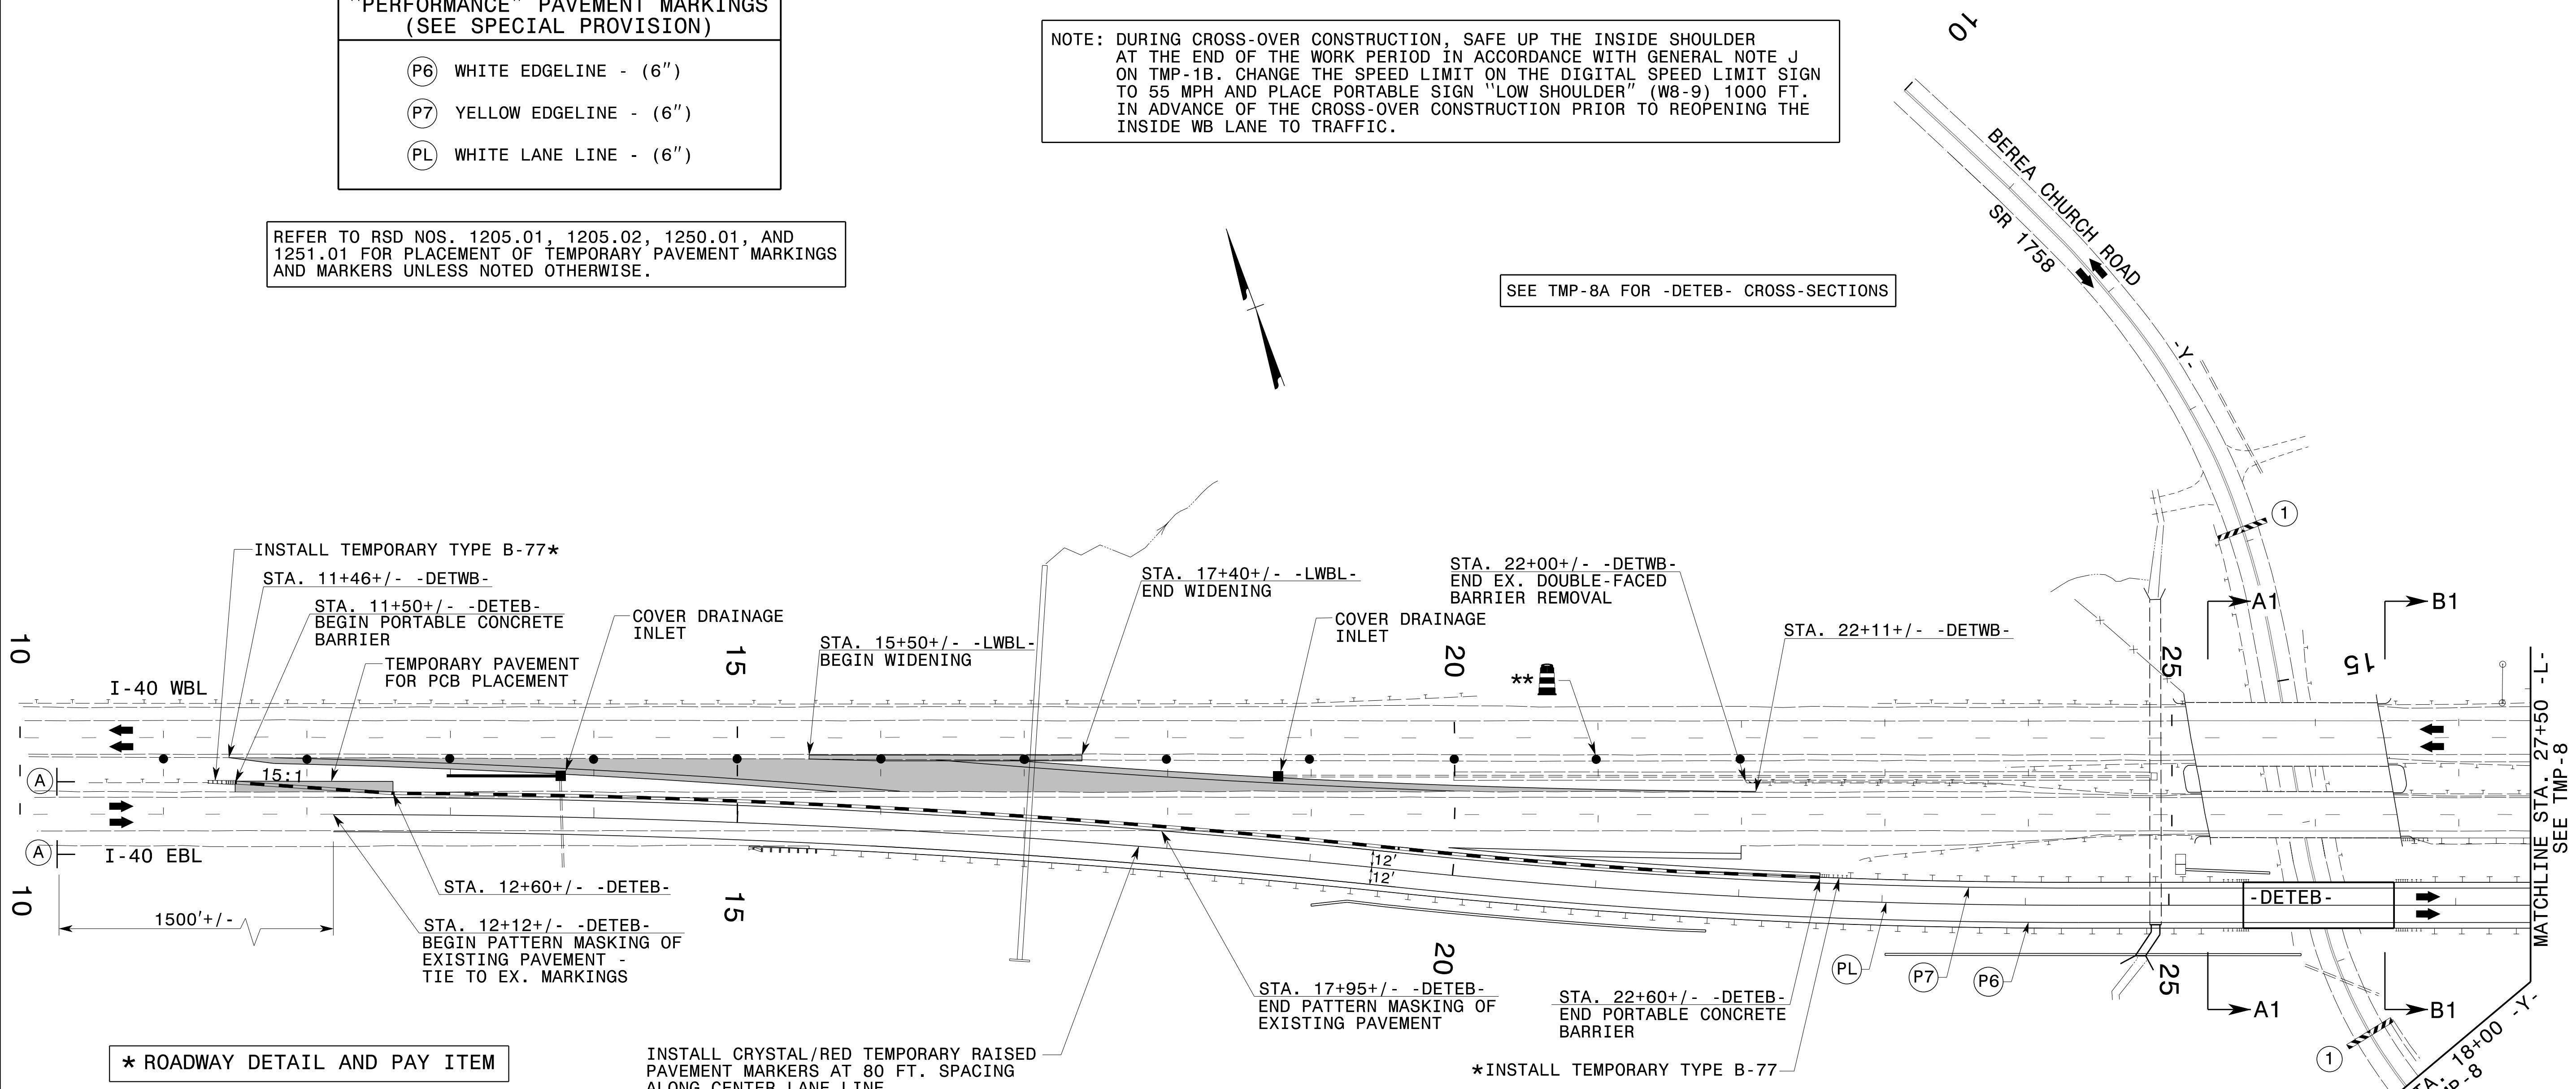 "PERFORMANCE" PAVEMENT MARKINGS
(SEE SPECIAL PROVISION)
P6 WHITE EDGELINE - (6")
P7 YELLOW EDGELINE - (6")
PL WHITE LANE LINE - (6")
REFER TO RSD NOS. 1205.01, 1205.02, 1250.01, AND
1251.01 FOR PLACEMENT OF TEMPORARY PAVEMENT MARKINGS
AND MARKERS UNLESS NOTED OTHERWISE.
NOTE: DURING CROSS-OVER CONSTRUCTION, SAFE UP THE INSIDE SHOULDER
AT THE END OF THE WORK PERIOD IN ACCORDANCE WITH GENERAL NOTE J
ON TMP-1B. CHANGE THE SPEED LIMIT ON THE DIGITAL SPEED LIMIT SIGN
TO 55 MPH AND PLACE PORTABLE SIGN "LOW SHOULDER" (W8-9) 1000 FT.
IN ADVANCE OF THE CROSS-OVER CONSTRUCTION PRIOR TO REOPENING THE
INSIDE WB LANE TO TRAFFIC.
SEE TMP-8A FOR -DETEB- CROSS-SECTIONS
10
BEREA CHURCH ROAD
SR 1758
-Y-
1
INSTALL TEMPORARY TYPE B-77*
STA. 11+46+/- -DETWB-
STA. 11+50+/- -DETEB-
BEGIN PORTABLE CONCRETE
BARRIER
TEMPORARY PAVEMENT
FOR PCB PLACEMENT
COVER DRAINAGE
INLET
STA. 15+50+/- -LWBL-
BEGIN WIDENING
STA. 17+40+/- -LWBL-
END WIDENING
COVER DRAINAGE
INLET
STA. 22+00+/- -DETWB-
END EX. DOUBLE-FACED
BARRIER REMOVAL
**
STA. 22+11+/- -DETWB-
A1
B1
10
15
20
25
15
I-40 WBL
A
15:1
A
I-40 EBL
12'
12'
-DETEB-
MATCHLINE STA. 27+50 -L-
SEE TMP-8
10
15
20
25
1500'+/-
STA. 12+60+/- -DETEB-
STA. 12+12+/- -DETEB-
BEGIN PATTERN MASKING OF
EXISTING PAVEMENT -
TIE TO EX. MARKINGS
STA. 17+95+/- -DETEB-
END PATTERN MASKING OF
EXISTING PAVEMENT
STA. 22+60+/- -DETEB-
END PORTABLE CONCRETE
BARRIER
PL
P7
P6
A1
B1
*INSTALL TEMPORARY TYPE B-77
1
* ROADWAY DETAIL AND PAY ITEM
INSTALL CRYSTAL/RED TEMPORARY RAISED
PAVEMENT MARKERS AT 80 FT. SPACING
ALONG CENTER LANE LINE
STA. 18+00 -Y-